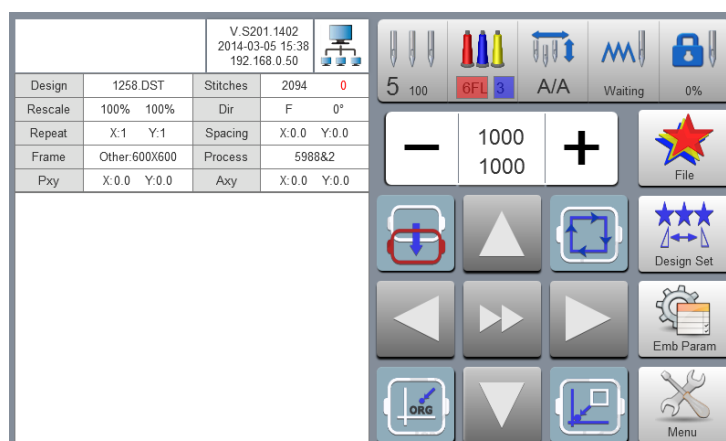 V.S201.1402
2014-03-05 15:38
192.168.0.50
Design 1258.DST Stitches 2094 0
Rescale 100% 100% Dir F 0°
Repeat X:1 Y:1 Spacing X:0.0 Y:0.0
Frame Other:600X600 Process 5988&2
Pxy X:0.0 Y:0.0 Axy X:0.0 Y:0.0
5 100 6FL 3 A/A Waiting 0%
1000
1000
File
Design Set
Emb Param
ORG
Menu